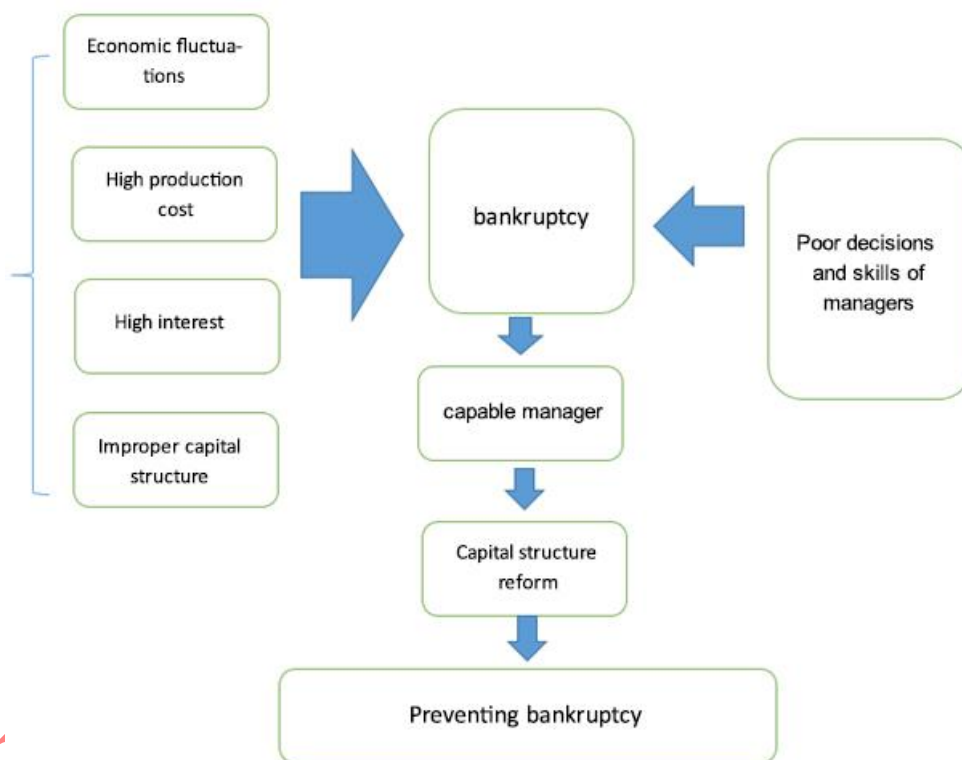 Economic fluctua-
tions
High production
cost
High interest
Improper capital
structure
bankruptcy
Poor decisions
and skills of
managers
capable manager
Capital structure
reform
Preventing bankruptcy